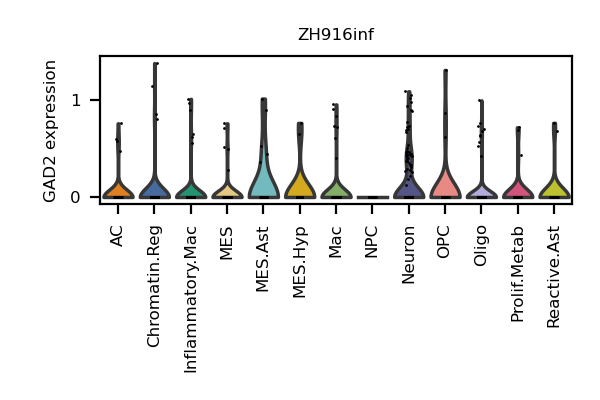 ZH916inf
GAD2 expression
1
0
AC
Chromatin.Reg
Inflammatory.Mac
MES
MES.Ast
MES.Hyp
Mac
NPC
Neuron
OPC
Oligo
Prolif.Metab
Reactive.Ast